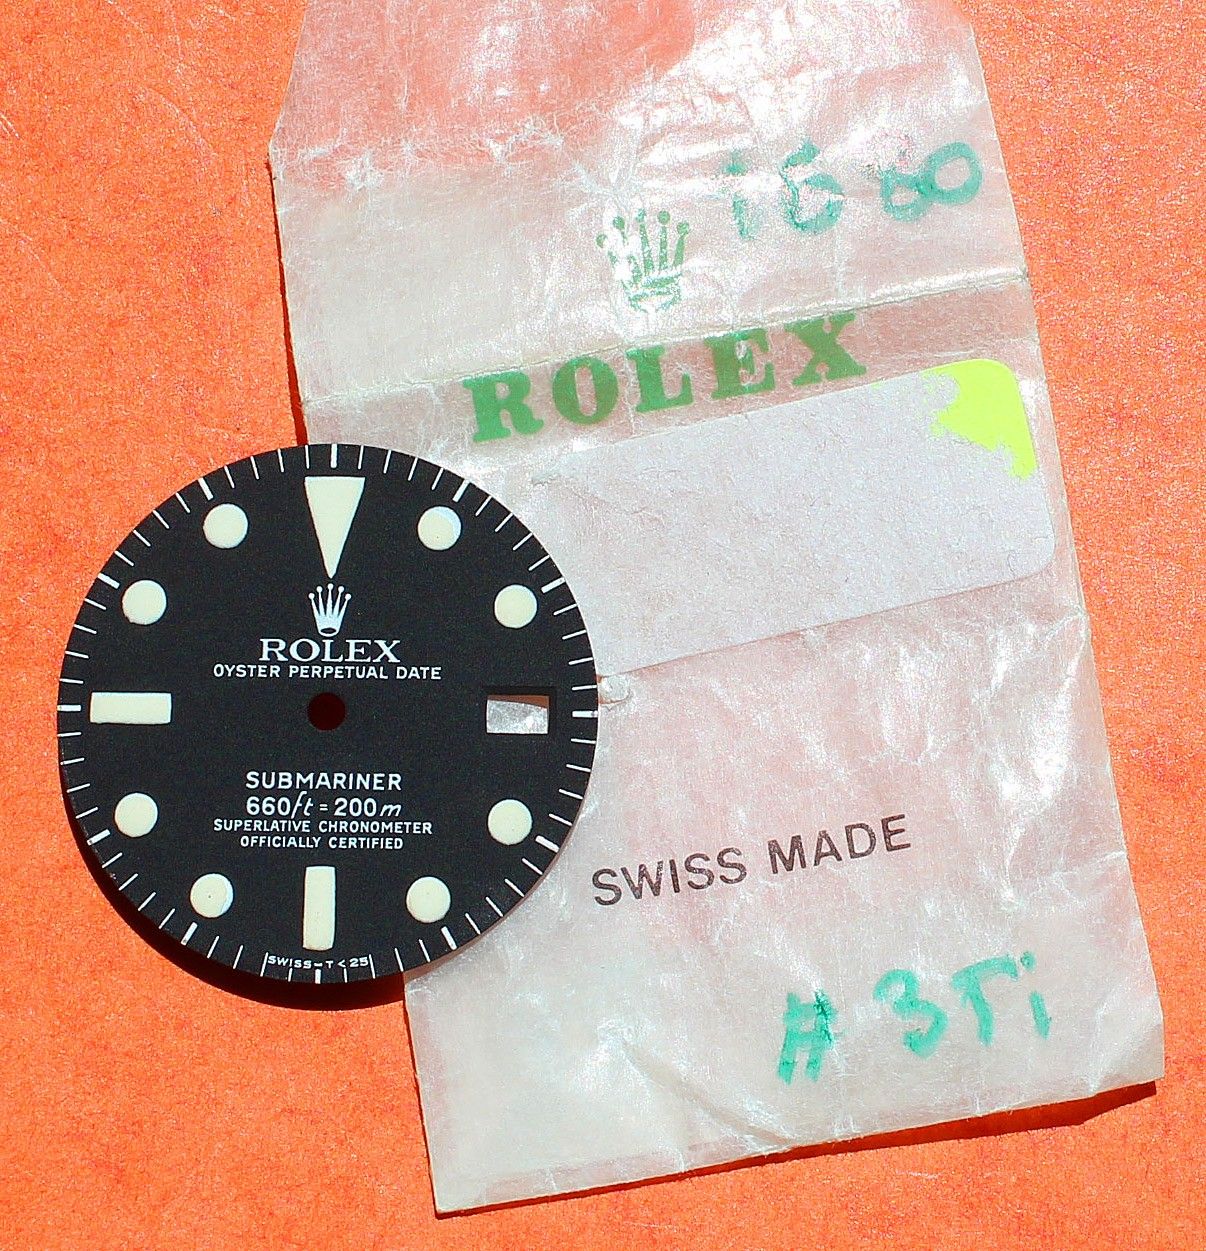 1680
ROLEX
ROLEX
OYSTER PERPETUAL DATE
SUBMARINER
660ft = 200m
SUPERLATIVE CHRONOMETER
OFFICIALLY CERTIFIED
SWISS - T < 25
SWISS MADE
# 3Ti